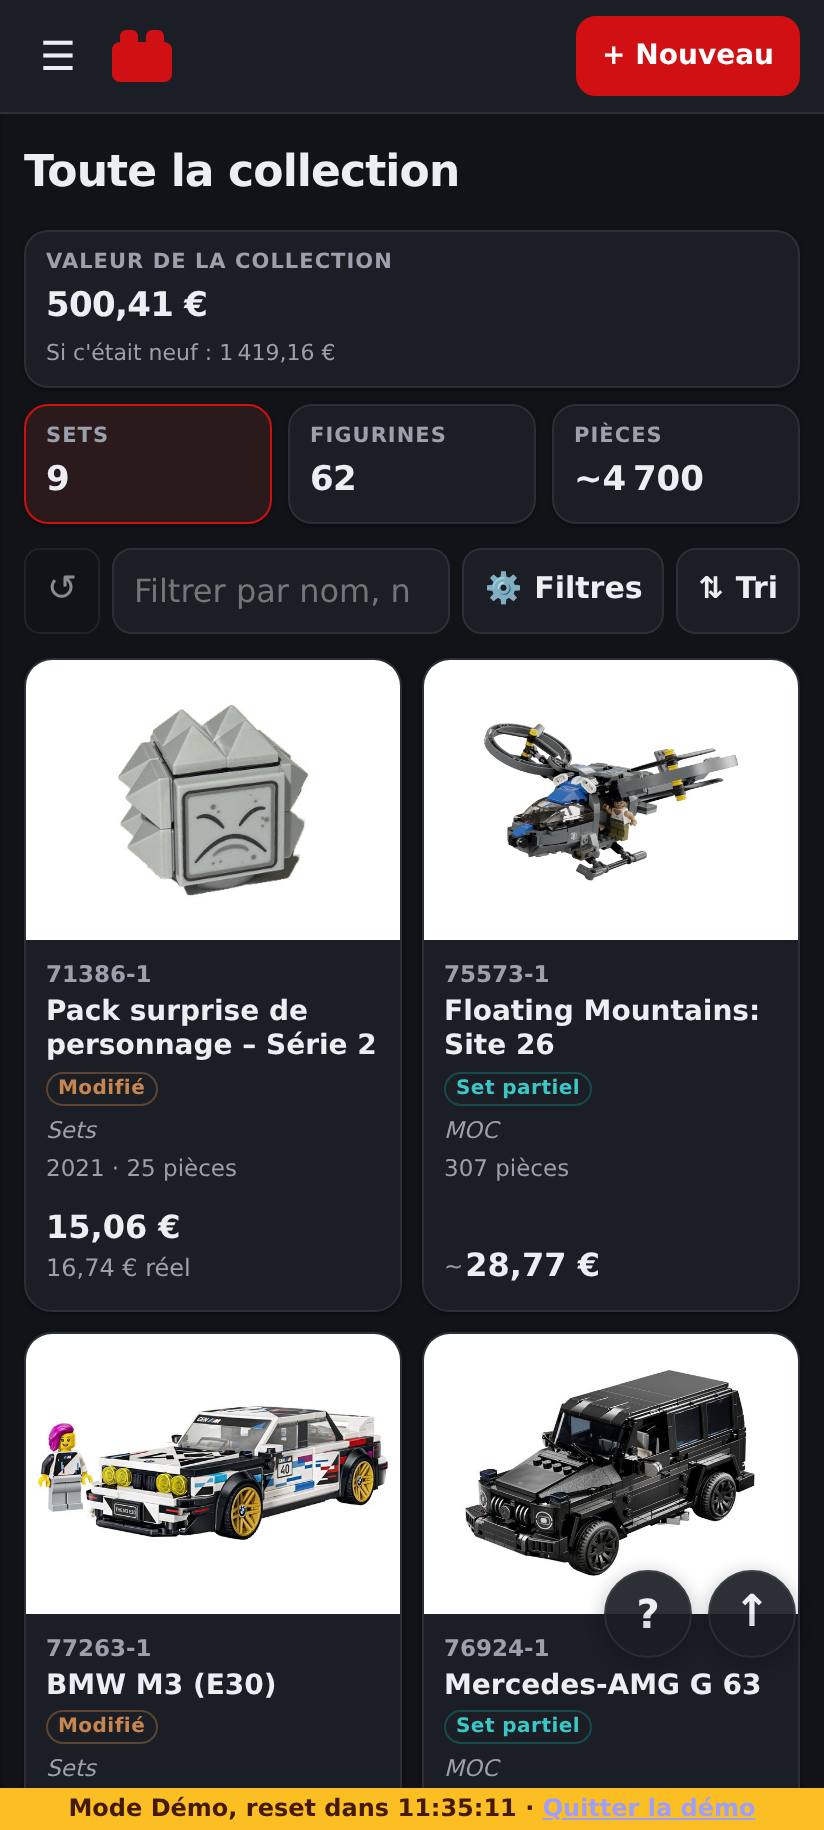 ☰ + Nouveau
Toute la collection
VALEUR DE LA COLLECTION
500,41 €
Si c'était neuf : 1 419,16 €
SETS
9
FIGURINES
62
PIÈCES
~4 700
↺ Filtrer par nom, n ⚙️ Filtres ⇅ Tri
71386-1
Pack surprise de
personnage – Série 2
Modifié
Sets
2021 · 25 pièces
15,06 €
16,74 € réel
75573-1
Floating Mountains:
Site 26
Set partiel
MOC
307 pièces
~28,77 €
40
77263-1
BMW M3 (E30)
Modifié
Sets
76924-1
Mercedes-AMG G 63
Set partiel
MOC
? ↑
Mode Démo, reset dans 11:35:11 · Quitter la démo